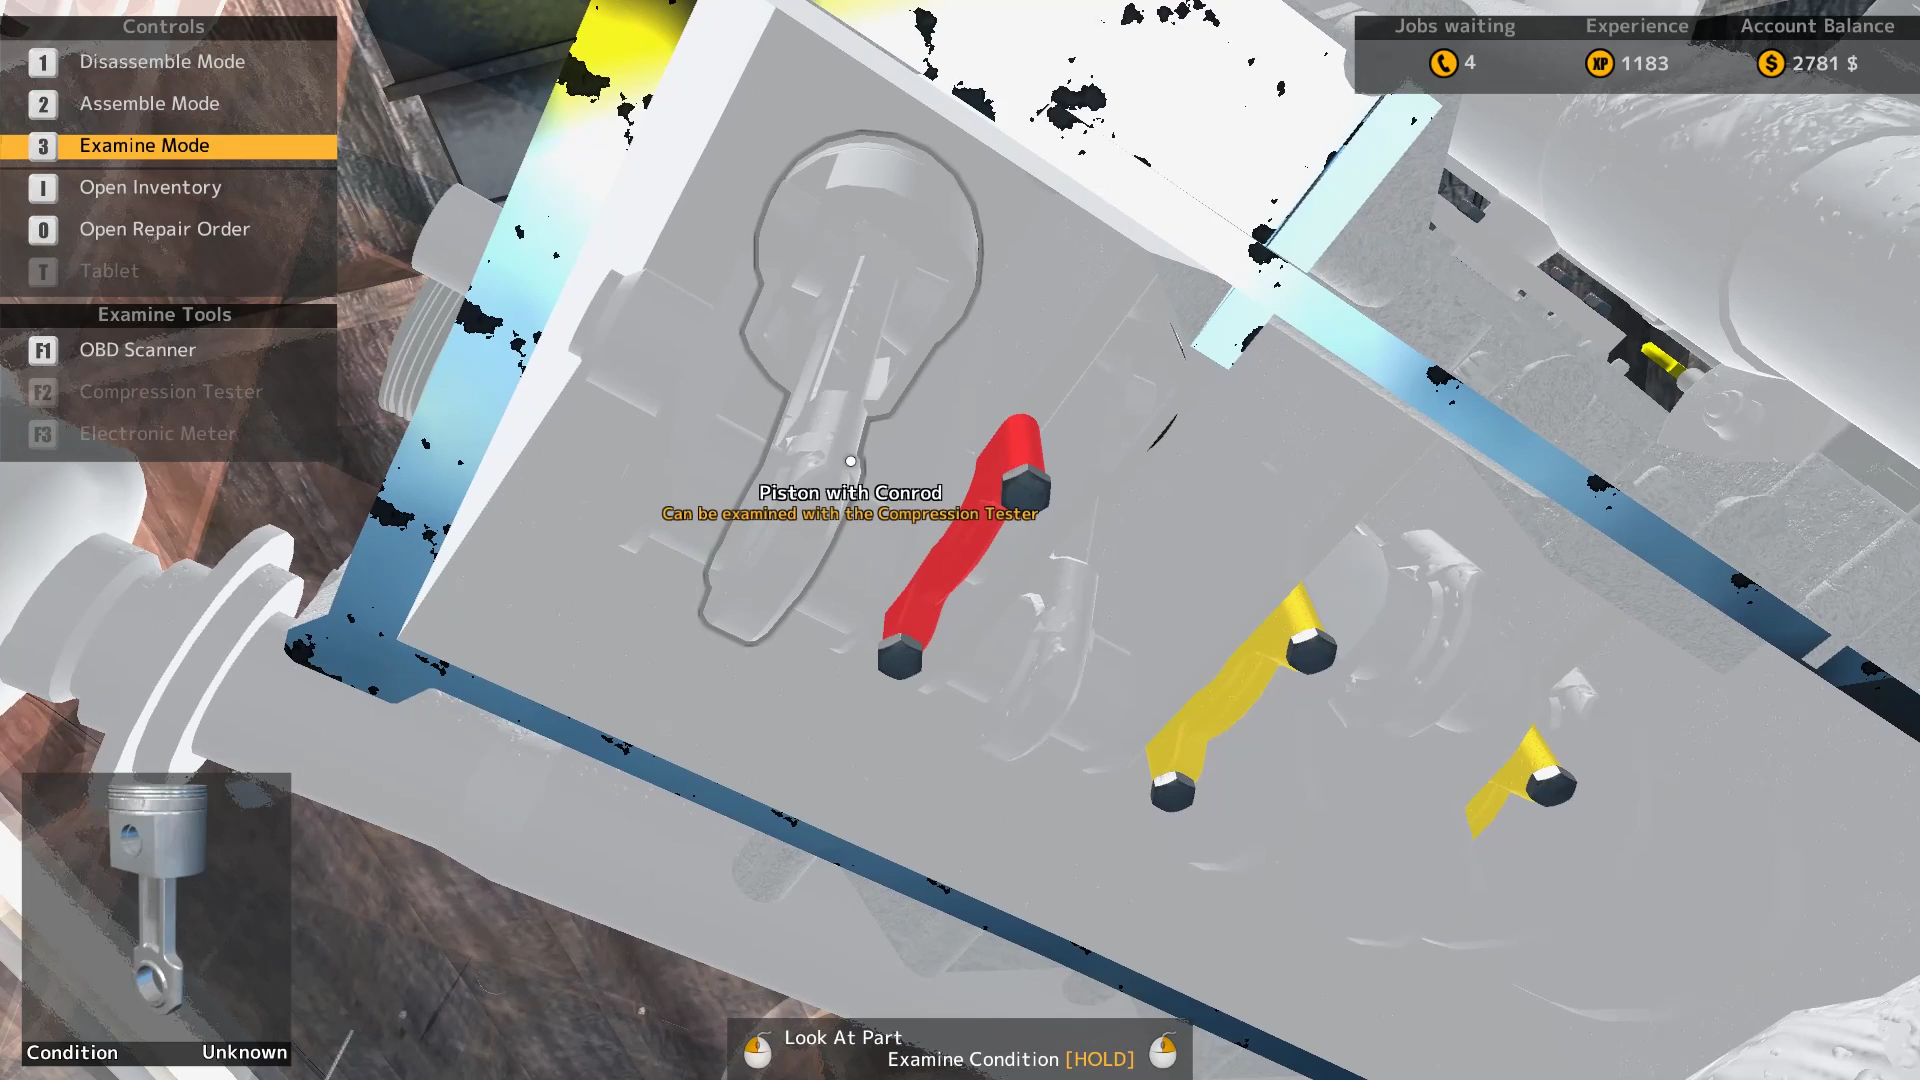 Controls
1 Disassemble Mode
2 Assemble Mode
3 Examine Mode
I Open Inventory
O Open Repair Order
T Tablet
Examine Tools
F1 OBD Scanner
F2 Compression Tester
F3 Electronic Meter
Jobs waiting Experience Account Balance
4 XP 1183 $ 2781 $
Piston with Conrod
Can be examined with the Compression Tester
Condition Unknown
Look At Part
Examine Condition [HOLD]